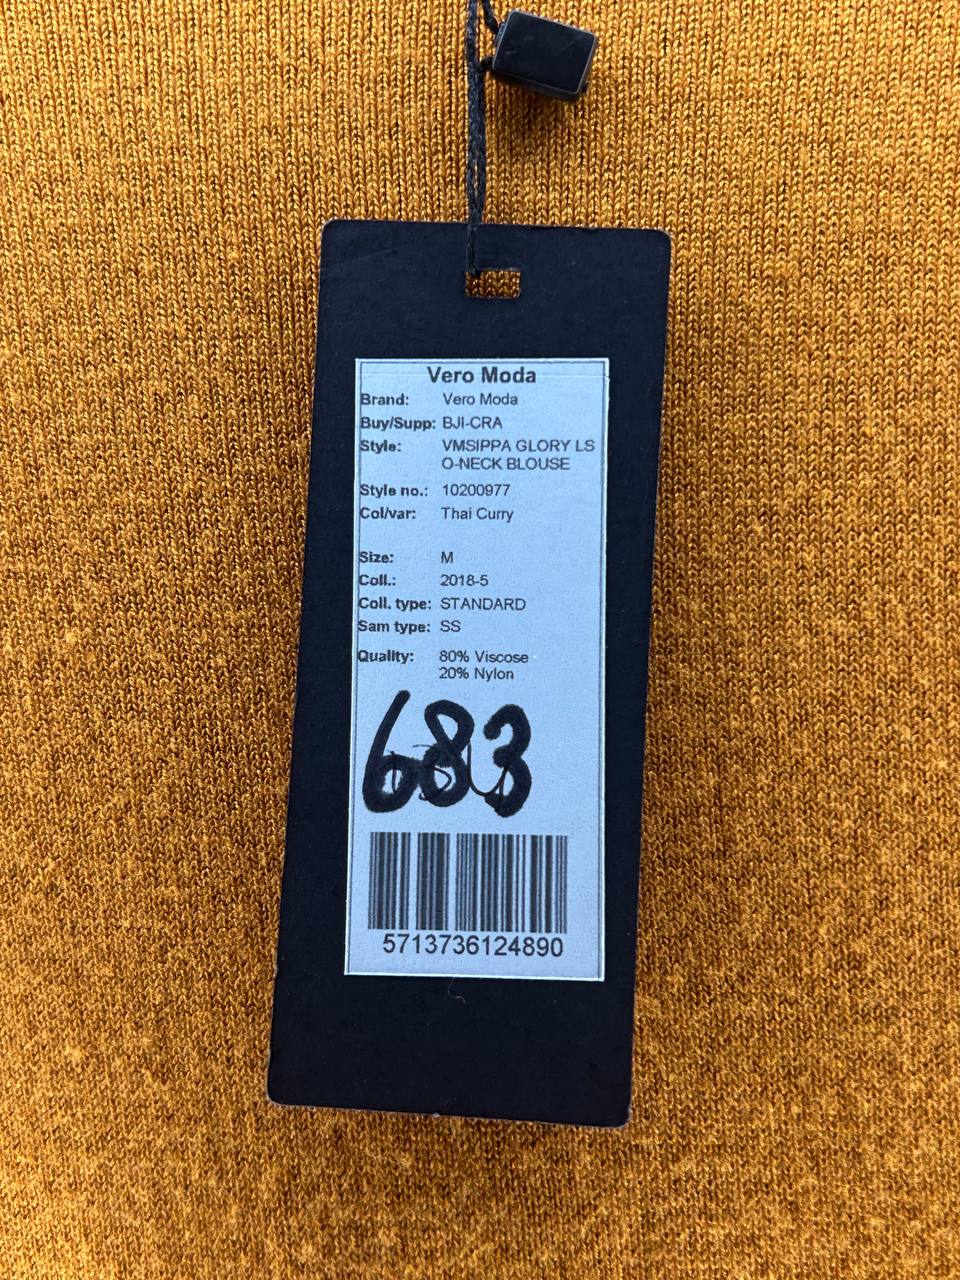 Vero Moda
Brand: Vero Moda
Buy/Supp: BJI-CRA
Style: VMSIPPA GLORY LS
O-NECK BLOUSE
Style no.: 10200977
Col/var: Thai Curry
Size: M
Coll.: 2018-5
Coll. type: STANDARD
Sam type: SS
Quality: 80% Viscose
20% Nylon
683
5713736124890